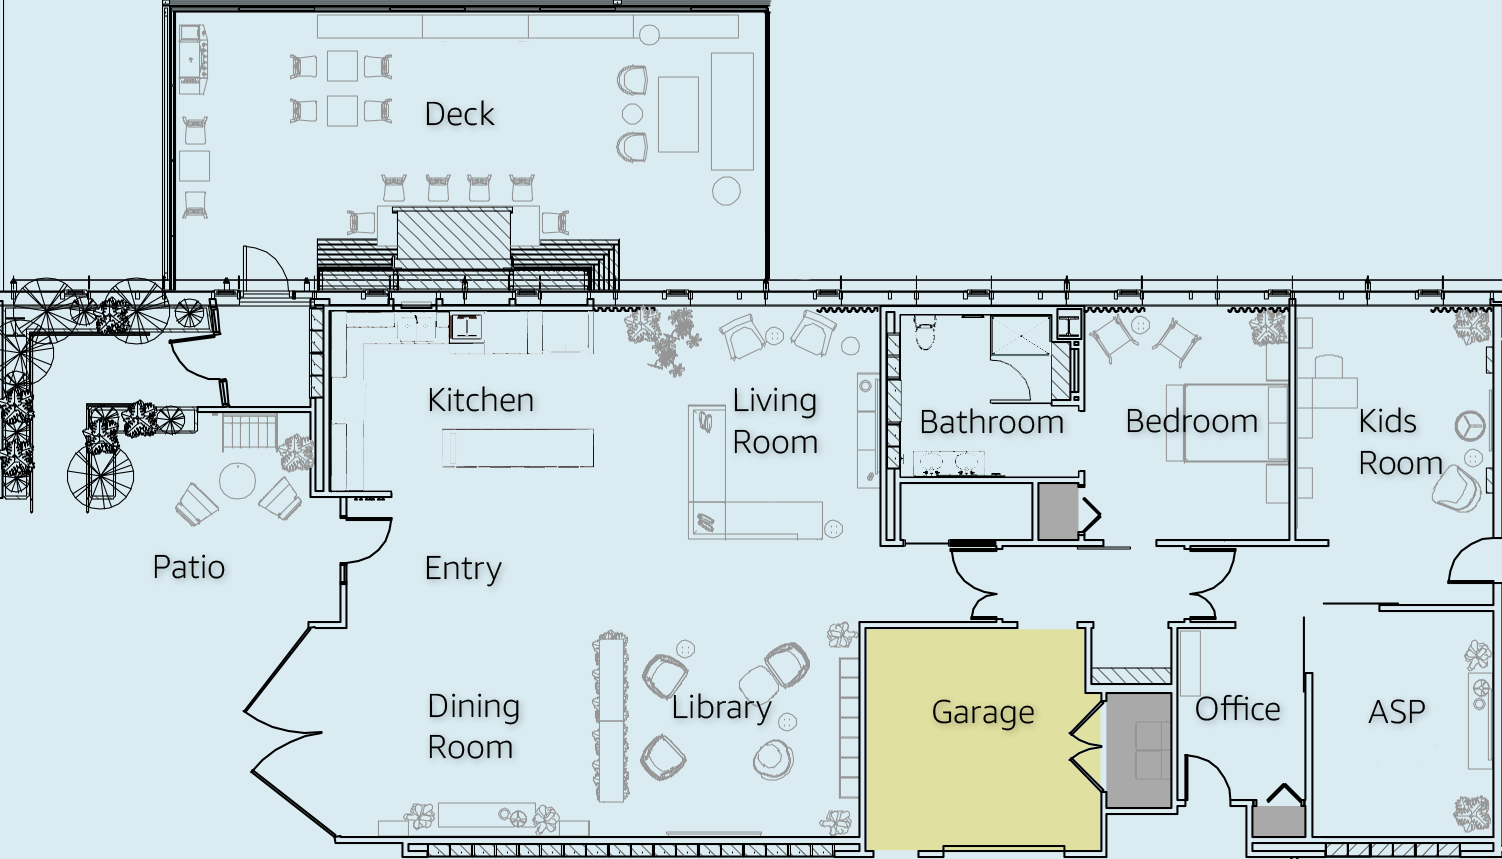 Deck
Kitchen
Living
Room
Bathroom
Bedroom
Kids
Room
Patio
Entry
Dining
Room
Library
Garage
Office
ASP